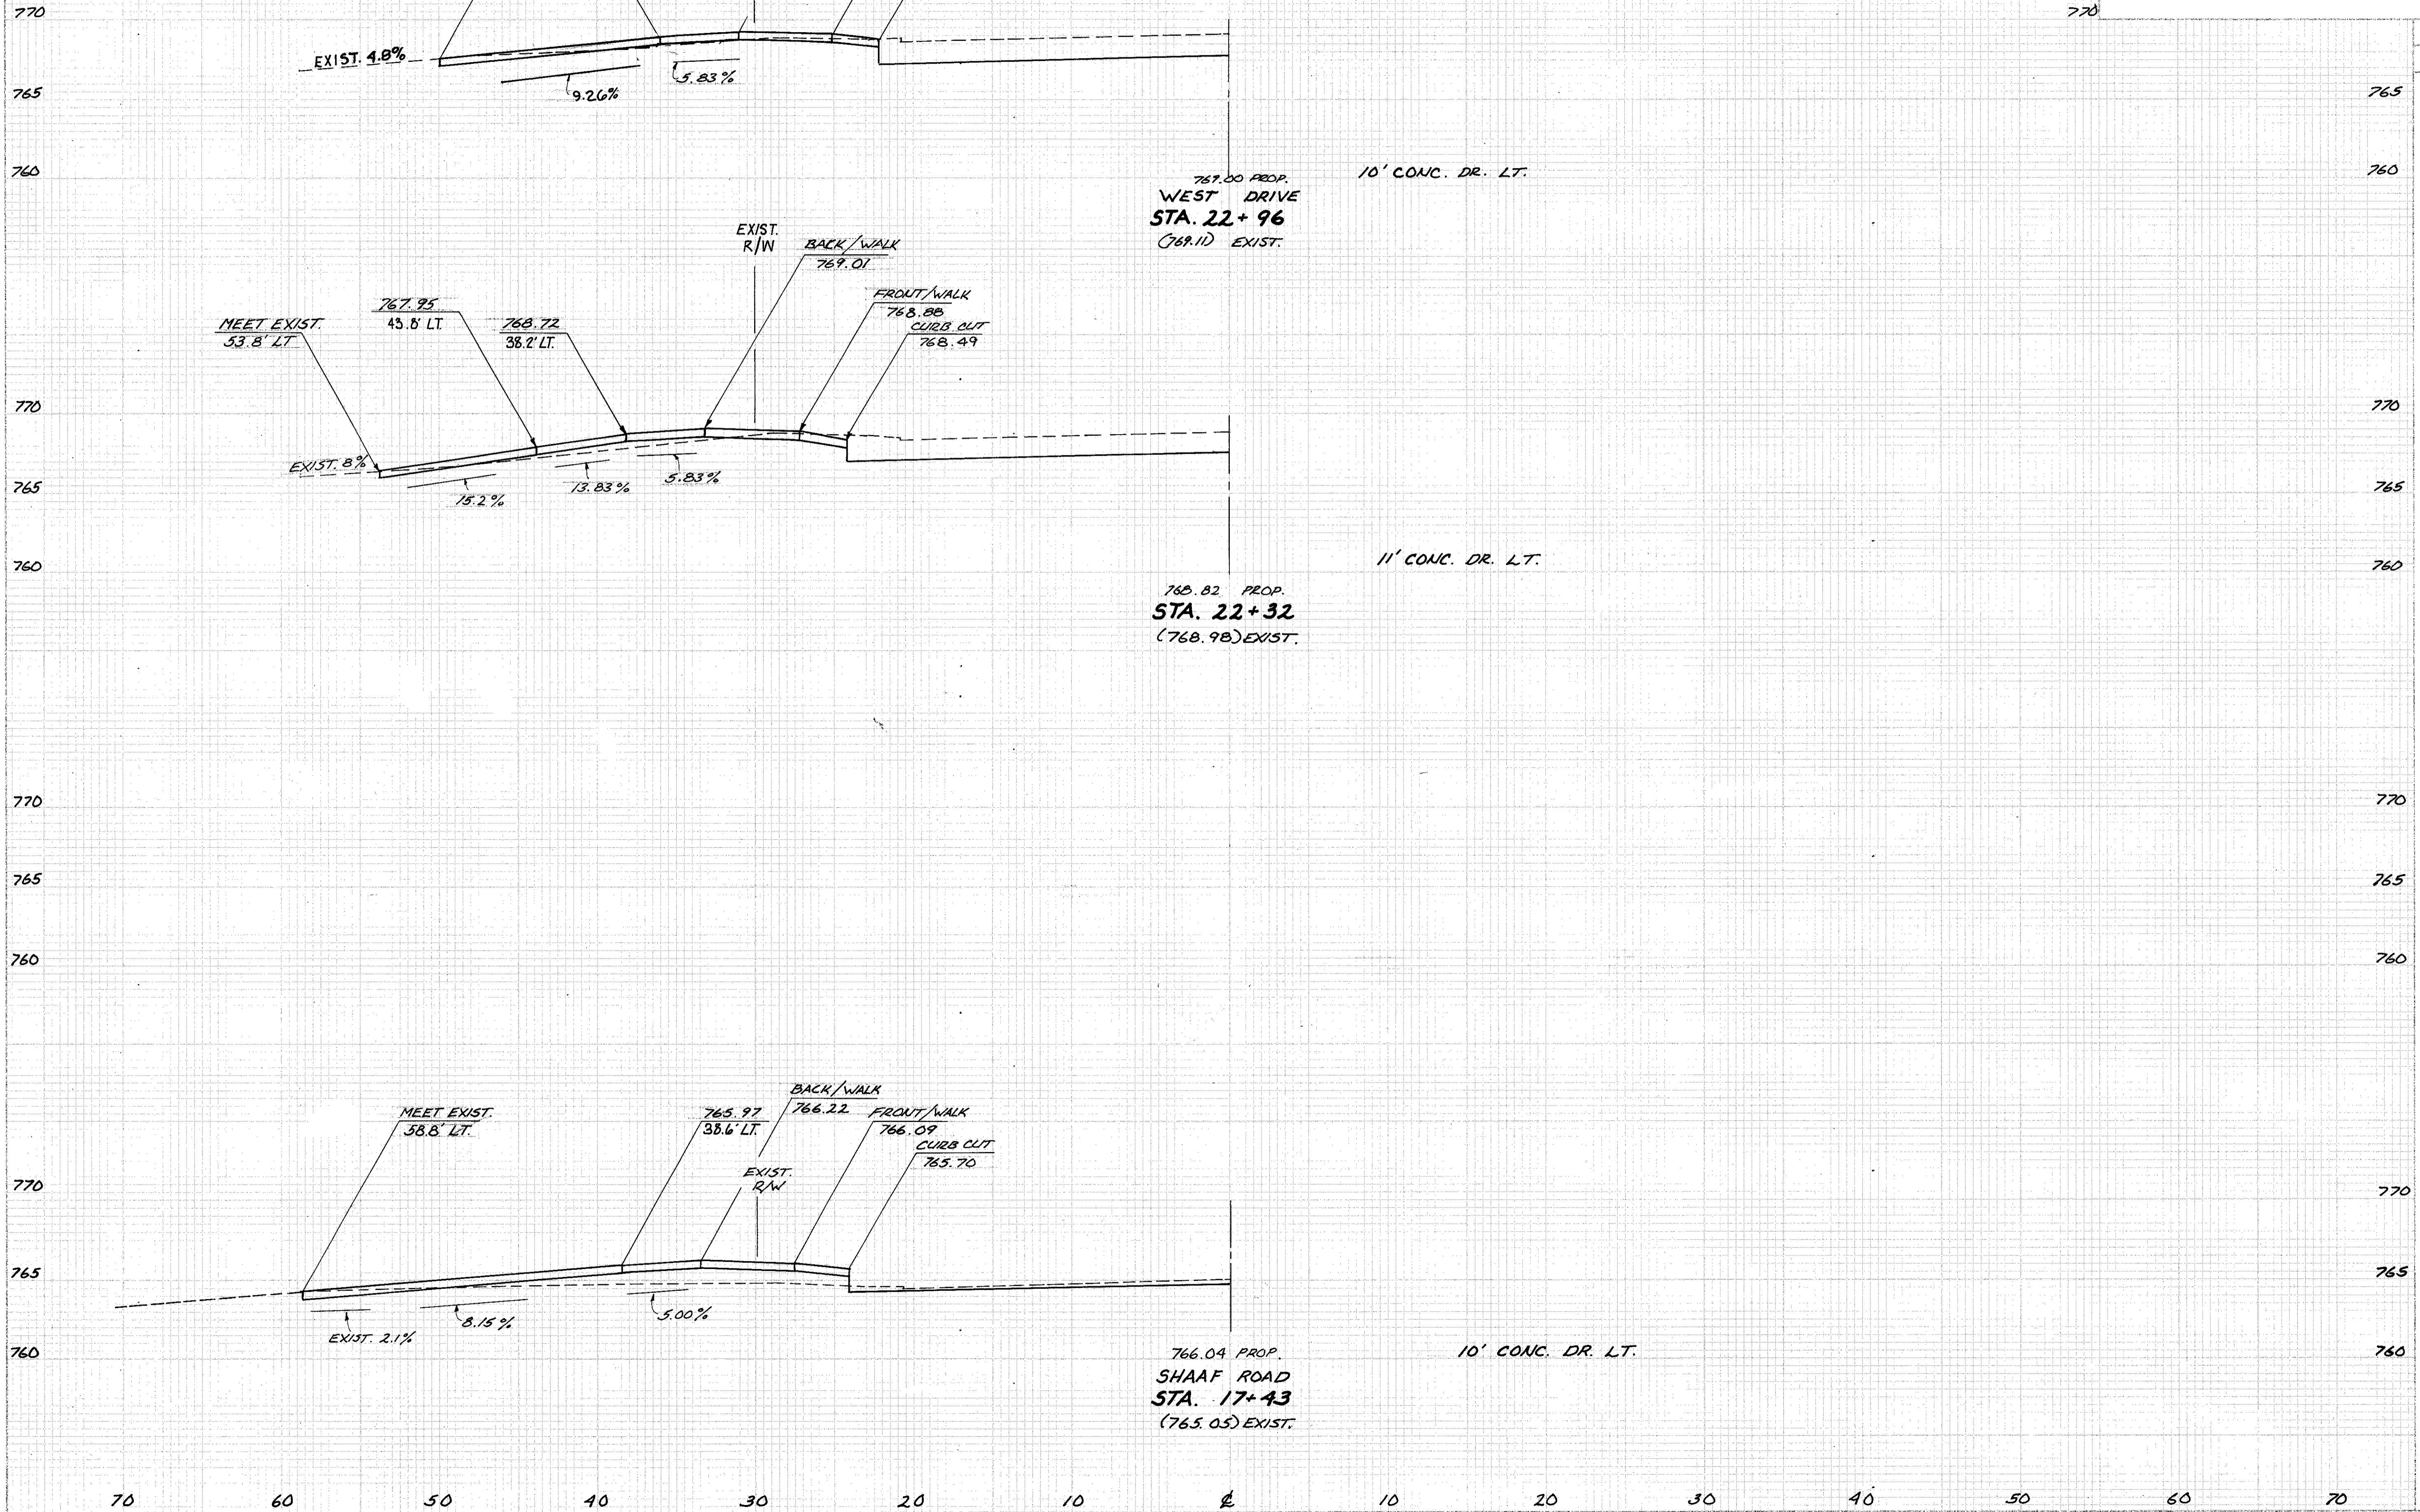 770
770
EXIST. 4.8%
5.83%
9.26%
765
765
760
760
769.00 PROP.
WEST DRIVE
STA. 22+96
(769.11) EXIST.
10' CONC. DR. LT.
EXIST.
R/W
BACK/WALK
769.01
FRONT/WALK
768.88
CURB CUT
768.49
767.95
43.8' LT.
768.72
38.2' LT.
MEET EXIST.
53.8' LT
770
770
EXIST. 8%
15.2%
13.83%
5.83%
765
765
760
760
11' CONC. DR. LT.
768.82 PROP.
STA. 22+32
(768.98) EXIST.
770
770
765
765
760
760
BACK/WALK
766.22
MEET EXIST.
58.8' LT.
765.97
38.6' LT.
FRONT/WALK
766.09
CURB CUT
765.70
EXIST.
R/W
770
770
765
765
EXIST. 2.1%
8.15%
5.00%
760
760
766.04 PROP.
SHAAF ROAD
STA. 17+43
(765.05) EXIST.
10' CONC. DR. LT.
70 60 50 40 30 20 10 ℄ 10 20 30 40 50 60 70